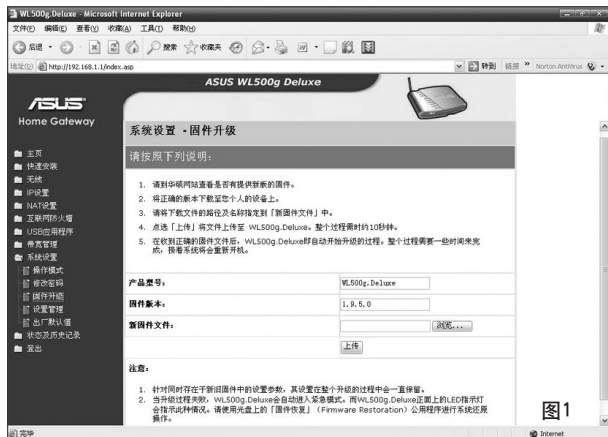 WL500g.Deluxe - Microsoft Internet Explorer
文件(F) 编辑(E) 查看(V) 收藏(A) 工具(T) 帮助(H)
后退 搜索 收藏夹
地址(D) http://192.168.1.1/index.asp 转到 链接 Norton AntiVirus
ASUS WL500g Deluxe
ASUS
Home Gateway
系统设置 - 固件升级
请按照下列说明:
主页
快速安装
无线
IP设置
NAT设置
互联网防火墙
USB应用程序
带宽管理
系统设置
操作模式
修改密码
固件升级
设置管理
出厂默认值
状态及历史记录
登出
1. 请到华硕网站查看是否有提供新版的固件。
2. 将正确的版本下载至您个人的设备上。
3. 请将下载文件的路径及名称指定到「新固件文件」中。
4. 点选「上传」将文件上传至 WL500g.Deluxe。整个过程需时约10秒钟。
5. 在收到正确的固件文件后,WL500g.Deluxe即自动开始升级的过程。整个过程需要一些时间来完
成,接着系统将会重新开机。
产品型号: WL500g.Deluxe
固件版本: 1.9.5.0
新固件文件: 浏览...
上传
注意:
1. 针对同时存在于新旧固件中的设置参数,其设置在整个升级的过程中会一直保留。
2. 当升级过程失败,WL500g.Deluxe会自动进入紧急模式。而WL500g.Deluxe正面上的LED指示灯
会指示此种情况。请使用光盘上的「固件恢复」(Firmware Restoration)公用程序进行系统还原
操作。
图1
完毕 Internet